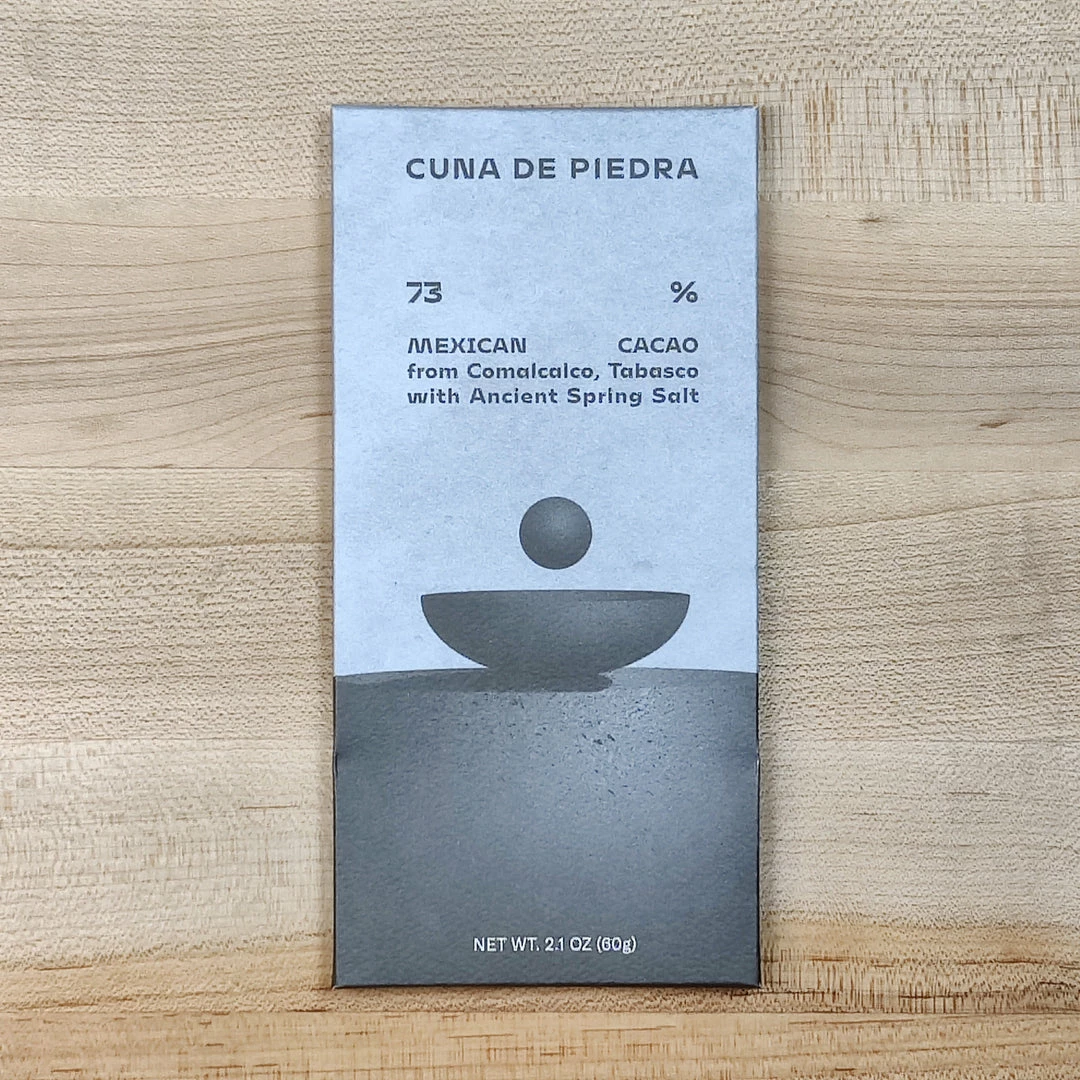 CUNA DE PIEDRA
73 %
MEXICAN CACAO
from Comalcalco, Tabasco
with Ancient Spring Salt
NET WT. 2.1 OZ (60g)